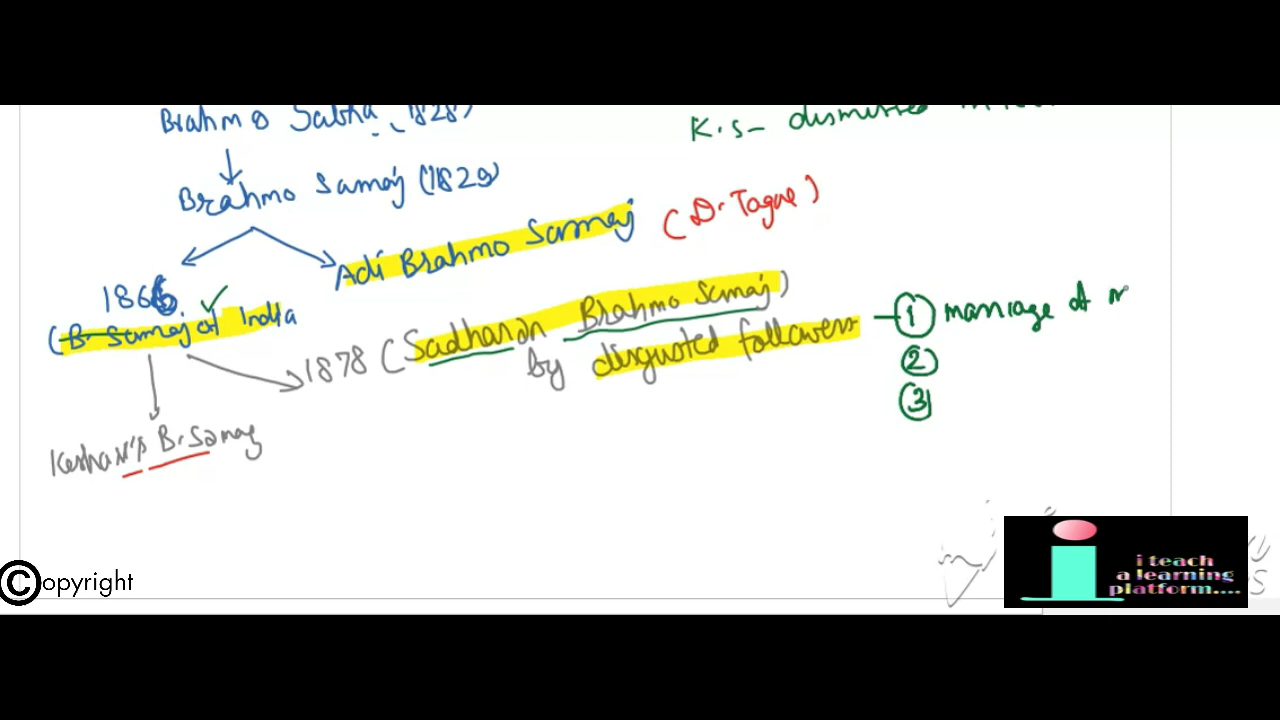 Brahmo Sabha (1828)
K.S- dismissed
Brahmo Samaj (1829)
Adi Brahmo Samaj (D. Tagore)
1866
(B. Samaj of India
1878 (Sadharan Brahmo Samaj)
by disgusted followers
① marriage of
②
③
Keshav's B. Samaj
©opyright
i teach
a learning
platform....